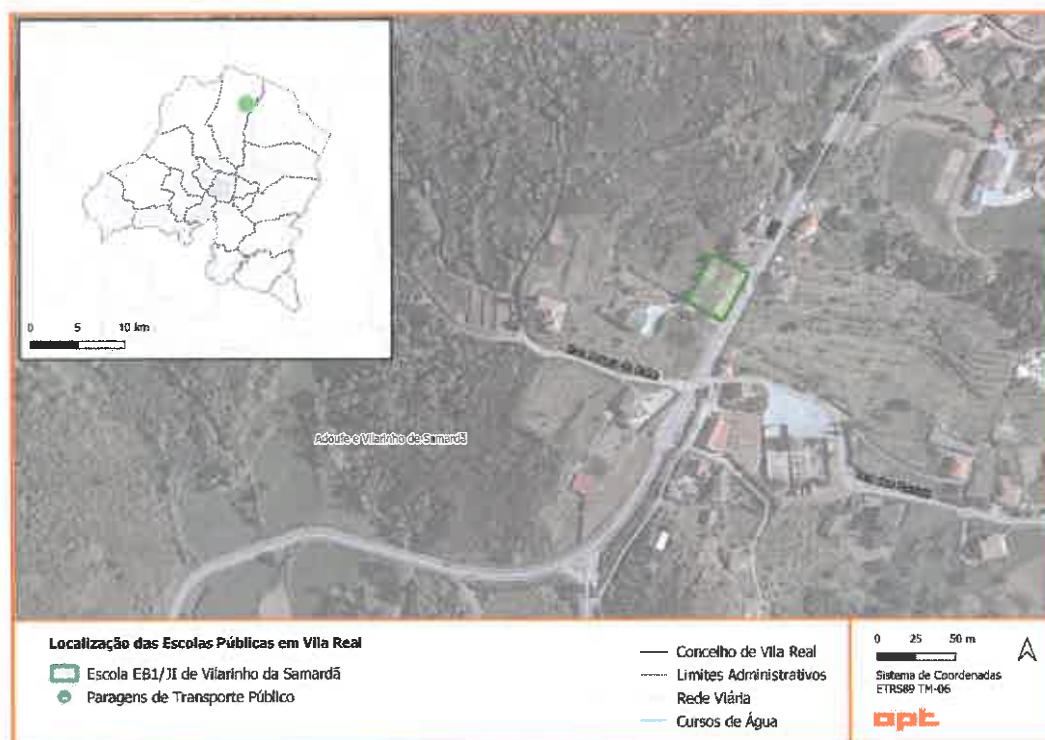 0 5 10 km
Adoufe e Vilarinho de Samardã
Localização das Escolas Públicas em Vila Real
Escola EB1/JI de Vilarinho da Samardã
Paragens de Transporte Público
Concelho de Vila Real
Limites Administrativos
Rede Viária
Cursos de Água
0 25 50 m
Sistema de Coordenadas
ETRS89 TM-06
opt